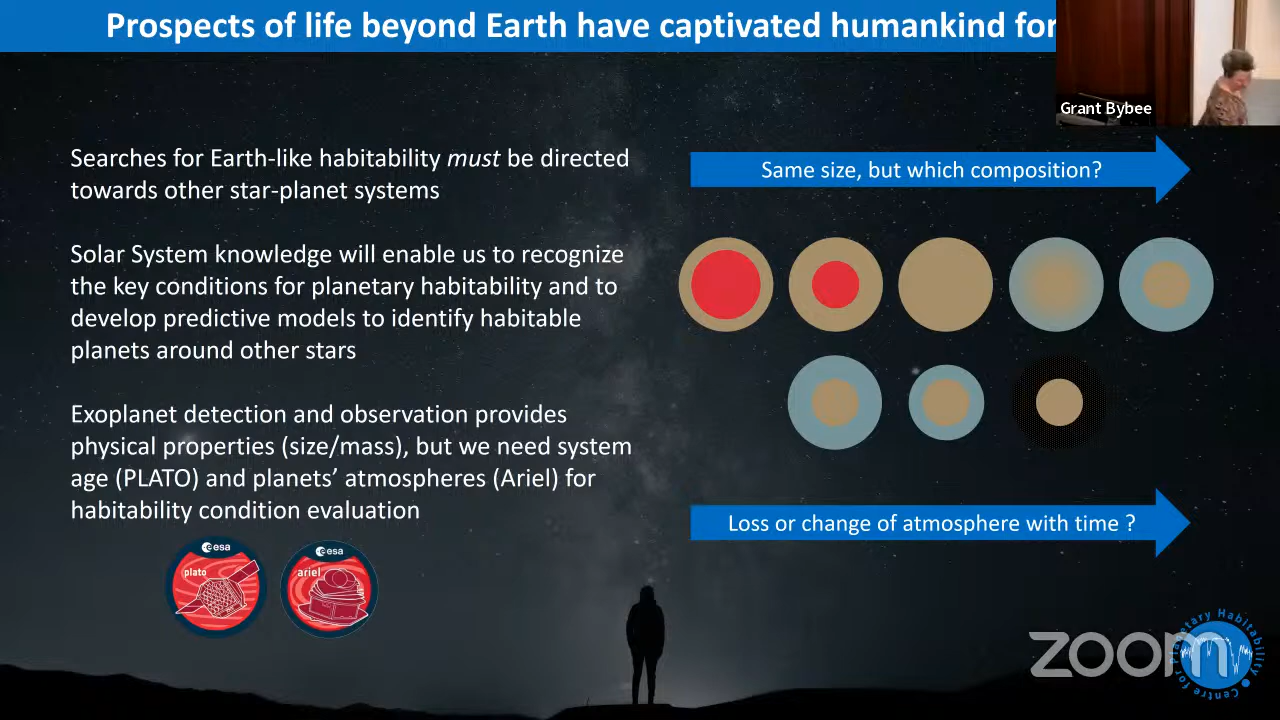 Prospects of life beyond Earth have captivated humankind for
Grant Bybee
Searches for Earth-like habitability must be directed
towards other star-planet systems
Solar System knowledge will enable us to recognize
the key conditions for planetary habitability and to
develop predictive models to identify habitable
planets around other stars
Exoplanet detection and observation provides
physical properties (size/mass), but we need system
age (PLATO) and planets’ atmospheres (Ariel) for
habitability condition evaluation
esa
plato
esa
ariel
Same size, but which composition?
Loss or change of atmosphere with time ?
zoom
Centre for Planetary Habitability